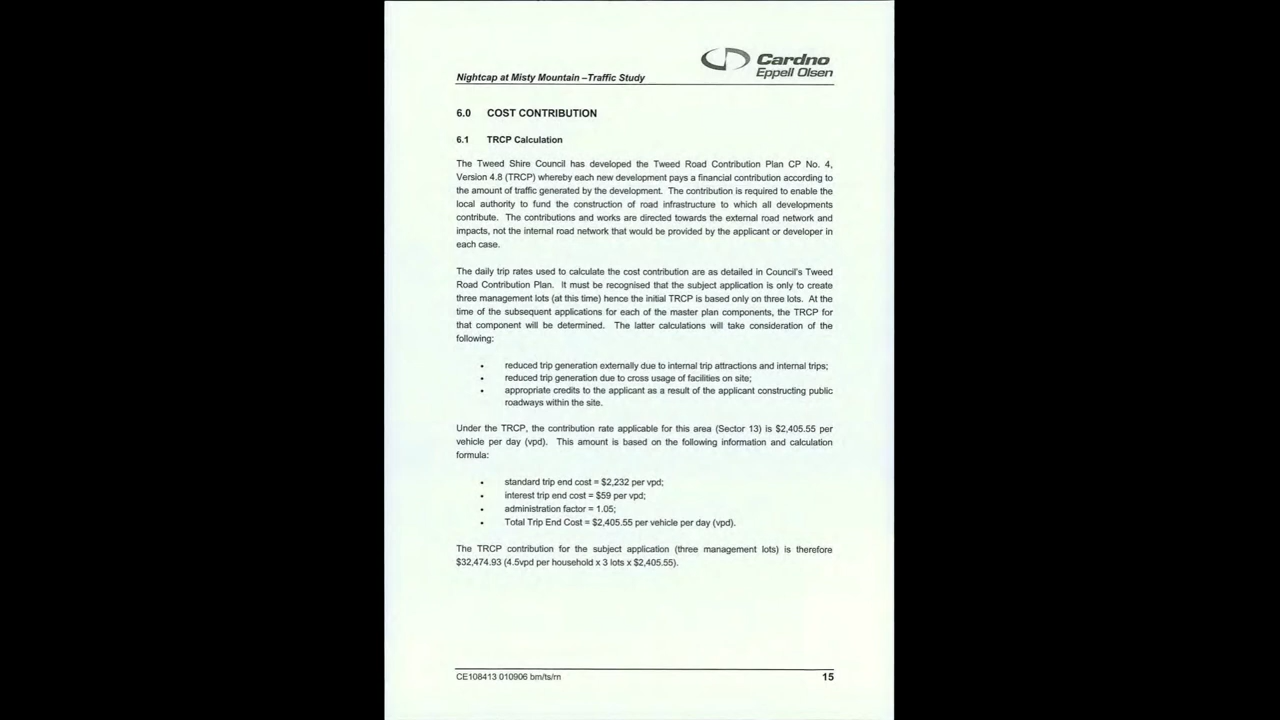 Cardno
Eppell Olsen
Nightcap at Misty Mountain –Traffic Study
6.0 COST CONTRIBUTION
6.1 TRCP Calculation
The Tweed Shire Council has developed the Tweed Road Contribution Plan CP No. 4,
Version 4.8 (TRCP) whereby each new development pays a financial contribution according to
the amount of traffic generated by the development. The contribution is required to enable the
local authority to fund the construction of road infrastructure to which all developments
contribute. The contributions and works are directed towards the external road network and
impacts, not the internal road network that would be provided by the applicant or developer in
each case.
The daily trip rates used to calculate the cost contribution are as detailed in Council's Tweed
Road Contribution Plan. It must be recognised that the subject application is only to create
three management lots (at this time) hence the initial TRCP is based only on three lots. At the
time of the subsequent applications for each of the master plan components, the TRCP for
that component will be determined. The latter calculations will take consideration of the
following:
• reduced trip generation externally due to internal trip attractions and internal trips;
• reduced trip generation due to cross usage of facilities on site;
• appropriate credits to the applicant as a result of the applicant constructing public
roadways within the site.
Under the TRCP, the contribution rate applicable for this area (Sector 13) is $2,405.55 per
vehicle per day (vpd). This amount is based on the following information and calculation
formula:
• standard trip end cost = $2,232 per vpd;
• interest trip end cost = $59 per vpd;
• administration factor = 1.05;
• Total Trip End Cost = $2,405.55 per vehicle per day (vpd).
The TRCP contribution for the subject application (three management lots) is therefore
$32,474.93 (4.5vpd per household x 3 lots x $2,405.55).
CE108413 010906 bm/ts/rn 15